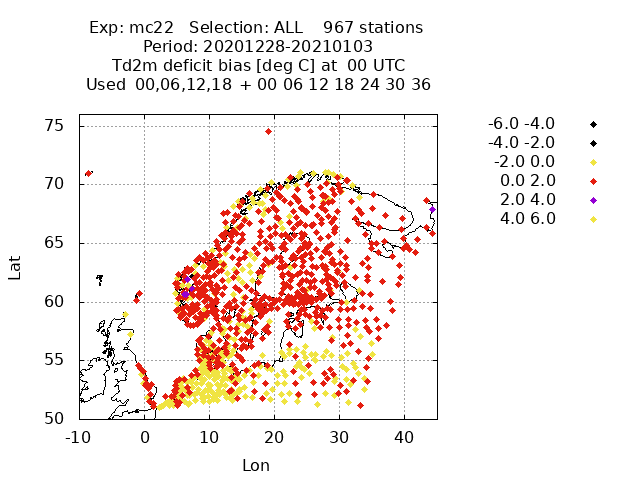 Exp: mc22 Selection: ALL 967 stations
Period: 20201228-20210103
Td2m deficit bias [deg C] at 00 UTC
Used 00,06,12,18 + 00 06 12 18 24 30 36
75
70
65
60
55
50
-10 0 10 20 30 40
Lat
Lon
-6.0 -4.0
-4.0 -2.0
-2.0 0.0
0.0 2.0
2.0 4.0
4.0 6.0